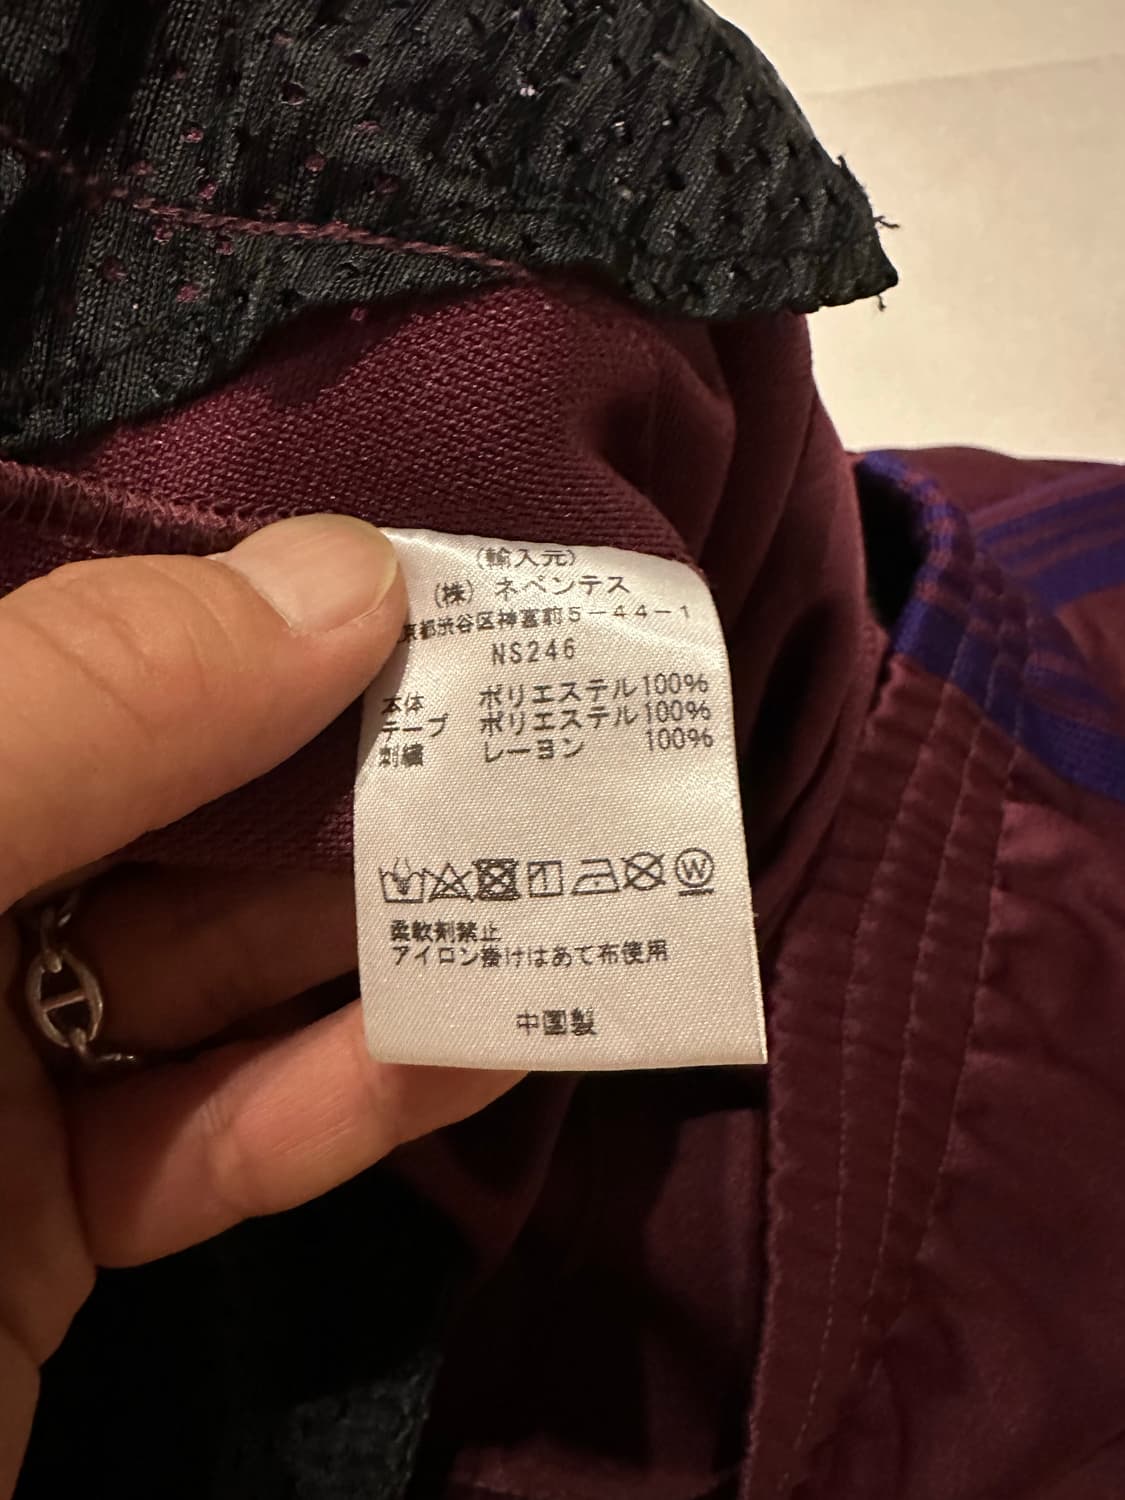 (輸入元)
(株) ネペンテス
京都渋谷区神宮前5-44-1
NS246
本体 ポリエステル100%
テープ ポリエステル100%
刺繍 レーヨン 100%
W
柔軟剤禁止
アイロン掛けはあて布使用
中国製